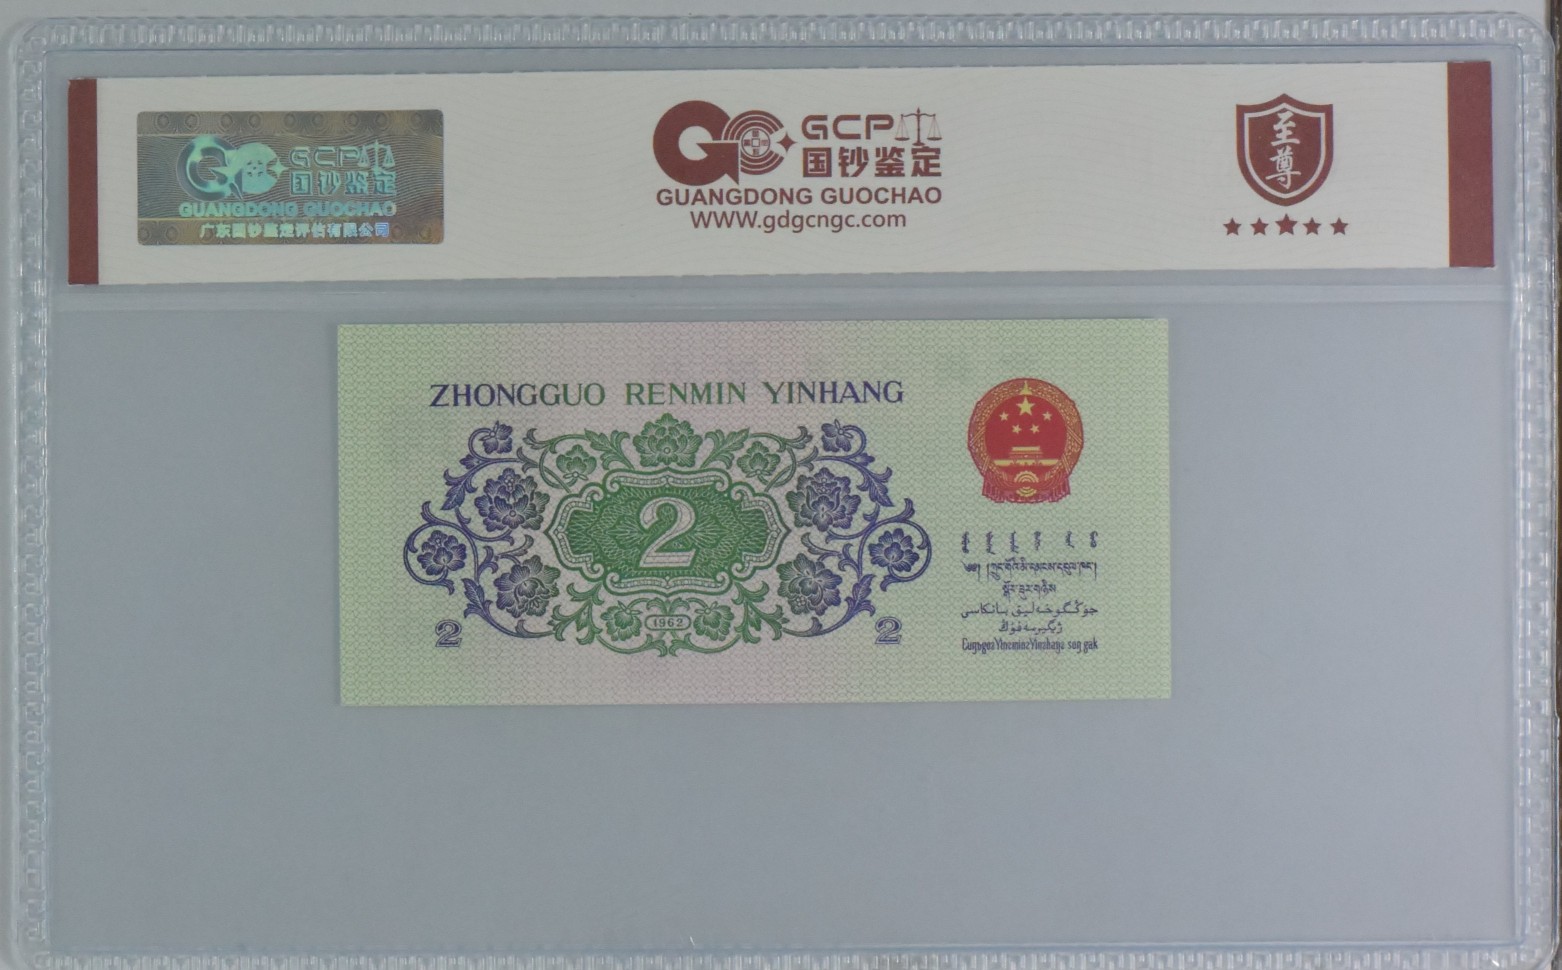 GCP
国钞鉴定
GUANGDONG GUOCHAO
广东国钞鉴定评估有限公司
GCP
国钞鉴定
GUANGDONG GUOCHAO
WWW.gdgcngc.com
至尊
ZHONGGUO RENMIN YINHANG
2
1962
2
2
جۇڭگوخەلىق بانكاسى